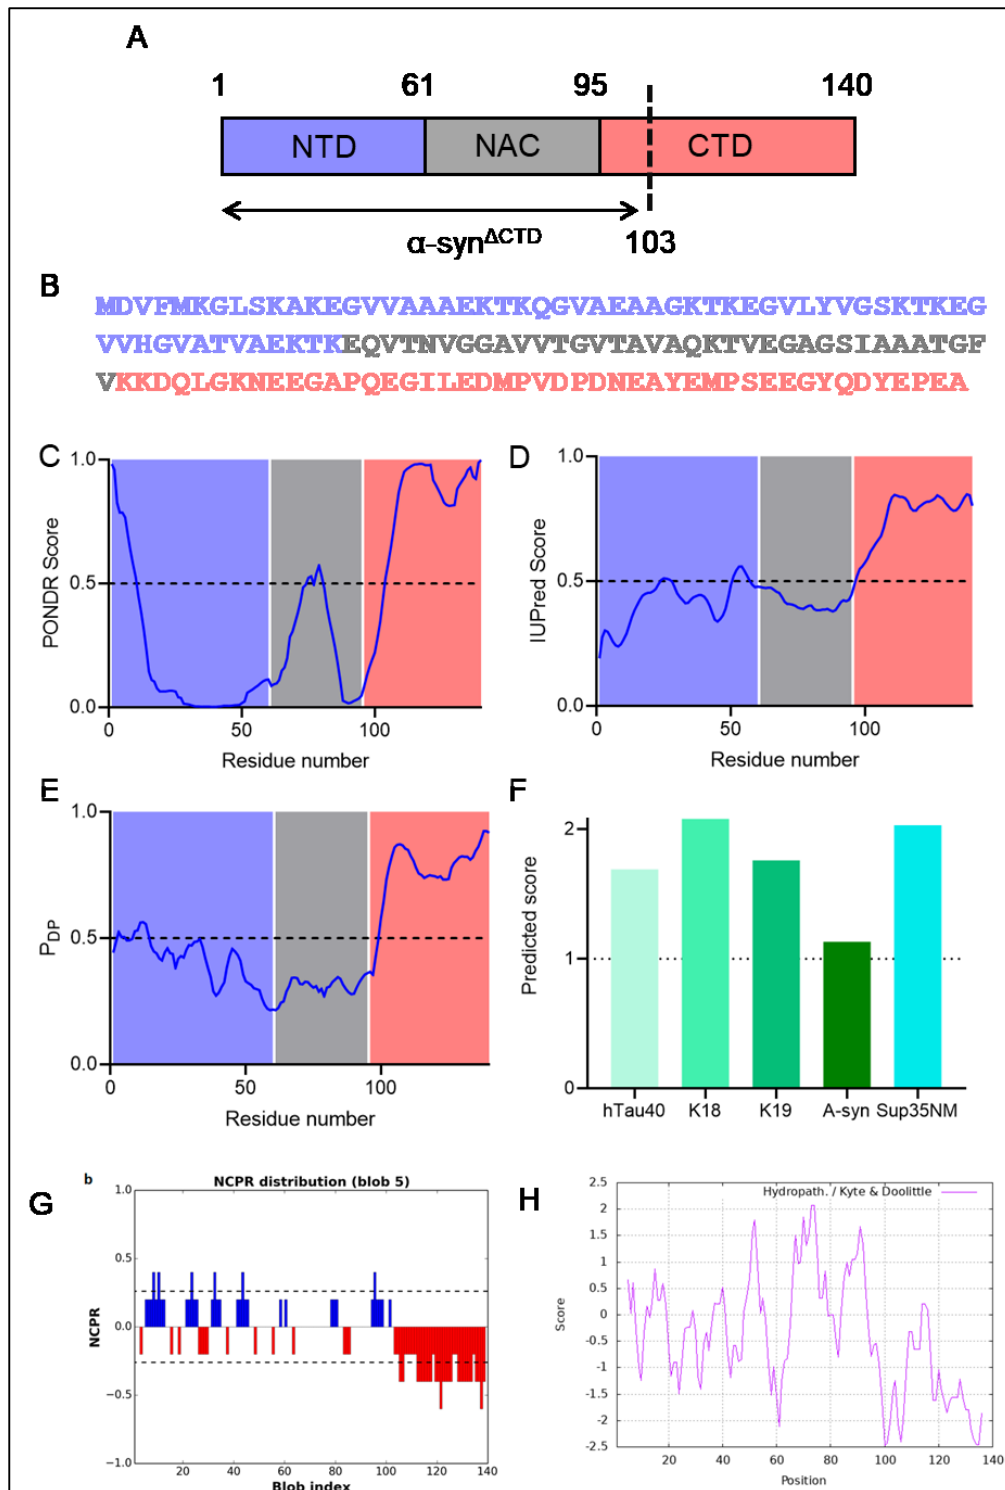 A
1 61 95 140
NTD NAC CTD
α-syn^ΔCTD 103
B
MDVFMKGLSKAKEGVVAAAEKTKQGVAEAAGKTKEGVLYVGSKTKEG
VVHGVATVAEKTKEQVTNVGGAVVTGVTAVAQKTVEGAGSIAAATGF
VKKDQLGKNEEGAPQEGILEDMPVDPDNEAYEMPSEEGYQDYEPEA
C
1.0
0.5
0.0
PONDR Score
0 50 100
Residue number
D
1.0
0.5
0.0
IUPred Score
0 50 100
Residue number
E
1.0
0.5
0.0
P_DP
0 50 100
Residue number
F
2
1
0
Predicted score
hTau40 K18 K19 A-syn Sup35NM
G
b
NCPR distribution (blob 5)
1.0
0.5
0.0
−0.5
−1.0
NCPR
20 40 60 80 100 120 140
Blob index
H
Hydropath. / Kyte & Doolittle
2.5
2
1.5
1
0.5
0
-0.5
-1
-1.5
-2
-2.5
Score
0 20 40 60 80 100 120 140
Position